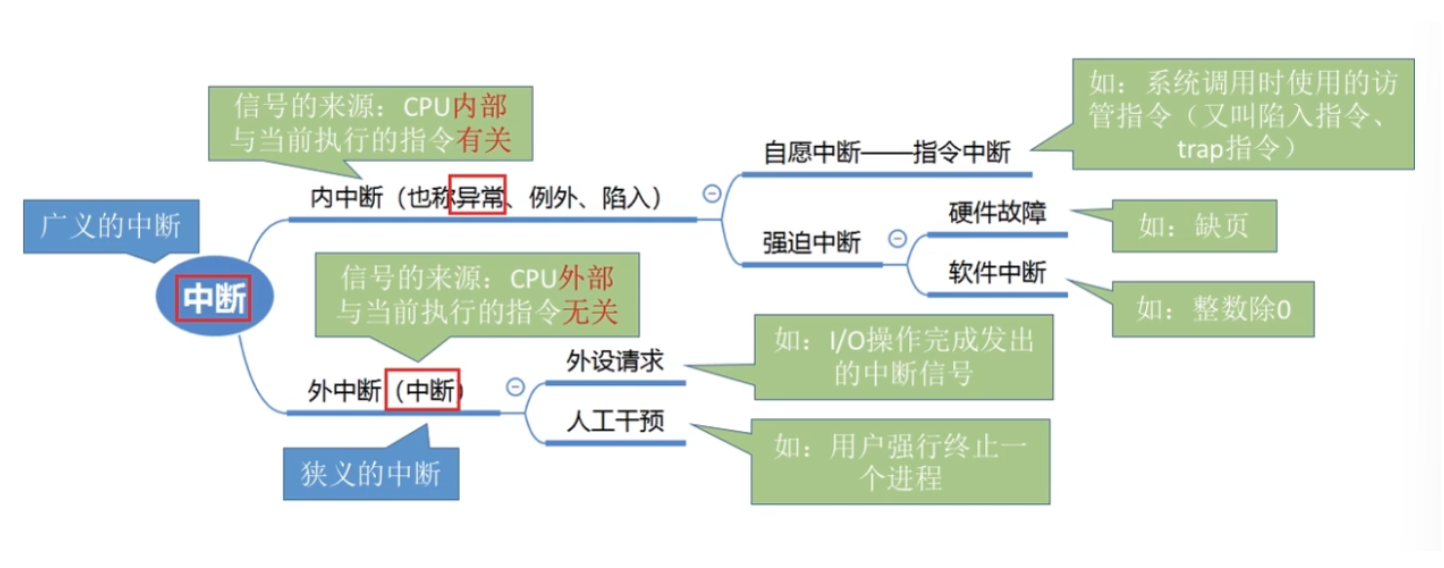 如：系统调用时使用的访
管指令（又叫陷入指令、
trap指令）
信号的来源：CPU内部
与当前执行的指令有关
自愿中断——指令中断
内中断（也称异常、例外、陷入）
硬件故障
如：缺页
广义的中断
强迫中断
软件中断
如：整数除0
中断
信号的来源：CPU外部
与当前执行的指令无关
如：I/O操作完成发出
的中断信号
外设请求
外中断（中断）
人工干预
如：用户强行终止一
个进程
狭义的中断